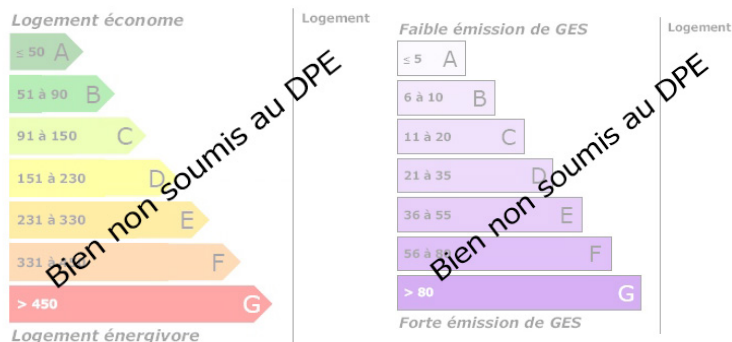 Logement économe
Logement
≤ 50 A
51 à 90 B
91 à 150 C
151 à 230 D
231 à 330 E
331 F
> 450 G
Logement énergivore
Bien non soumis au DPE
Faible émission de GES
Logement
≤ 5 A
6 à 10 B
11 à 20 C
21 à 35 D
36 à 55 E
56 à 80 F
> 80 G
Forte émission de GES
Bien non soumis au DPE